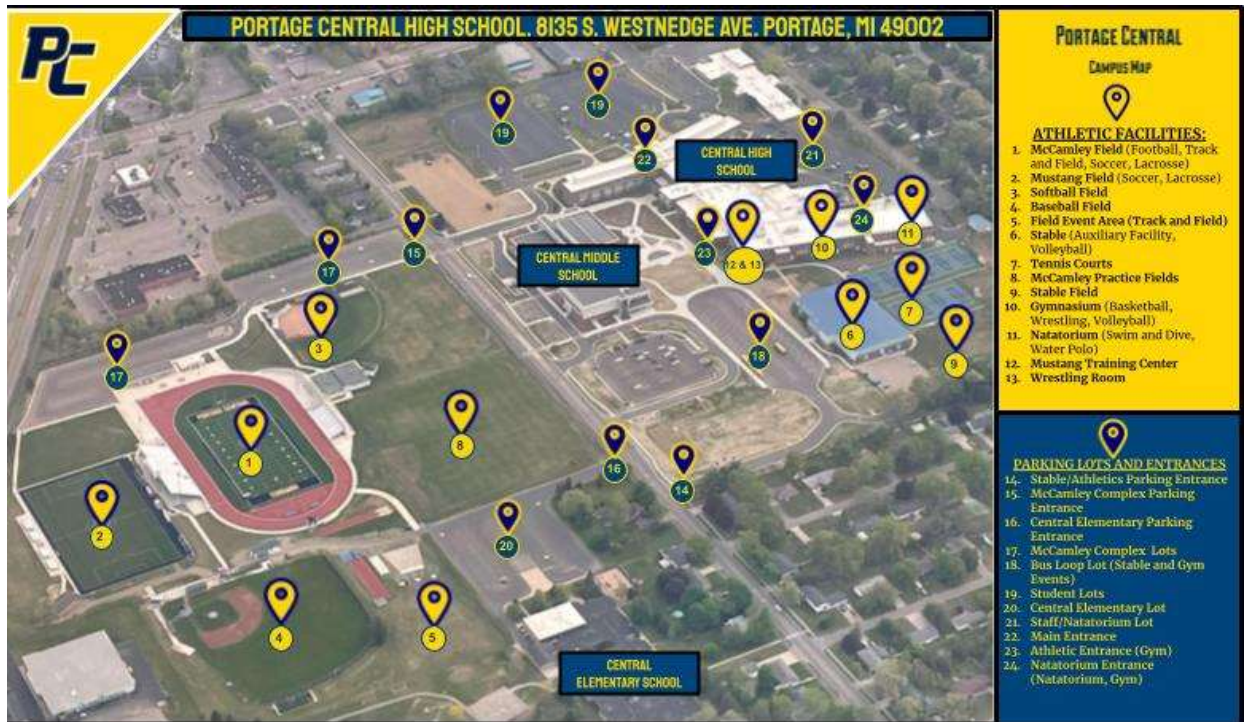 PC
PORTAGE CENTRAL HIGH SCHOOL. 8135 S. WESTNEDGE AVE. PORTAGE, MI 49002
19
19
22
21
CENTRAL HIGH
SCHOOL
24
11
10
23
12 & 13
15
17
CENTRAL MIDDLE
SCHOOL
7
6
9
18
3
17
1
8
16
14
2
20
4
5
CENTRAL
ELEMENTARY SCHOOL
PORTAGE CENTRAL
CAMPUS MAP
ATHLETIC FACILITIES:
1. McCamley Field (Football, Track
and Field, Soccer, Lacrosse)
2. Mustang Field (Soccer, Lacrosse)
3. Softball Field
4. Baseball Field
5. Field Event Area (Track and Field)
6. Stable (Auxiliary Facility,
Volleyball)
7. Tennis Courts
8. McCamley Practice Fields
9. Stable Field
10. Gymnasium (Basketball,
Wrestling, Volleyball)
11. Natatorium (Swim and Dive,
Water Polo)
12. Mustang Training Center
13. Wrestling Room
PARKING LOTS AND ENTRANCES
14. Stable/Athletics Parking Entrance
15. McCamley Complex Parking
Entrance
16. Central Elementary Parking
Entrance
17. McCamley Complex Lots
18. Bus Loop Lot (Stable and Gym
Events)
19. Student Lots
20. Central Elementary Lot
21. Staff/Natatorium Lot
22. Main Entrance
23. Athletic Entrance (Gym)
24. Natatorium Entrance
(Natatorium, Gym)